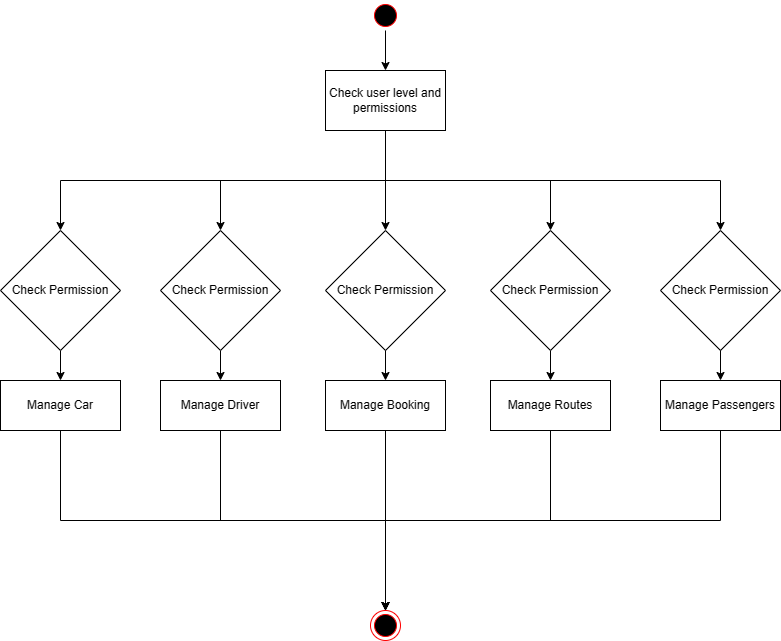 Check user level and
permissions
Check Permission
Check Permission
Check Permission
Check Permission
Check Permission
Manage Car
Manage Driver
Manage Booking
Manage Routes
Manage Passengers